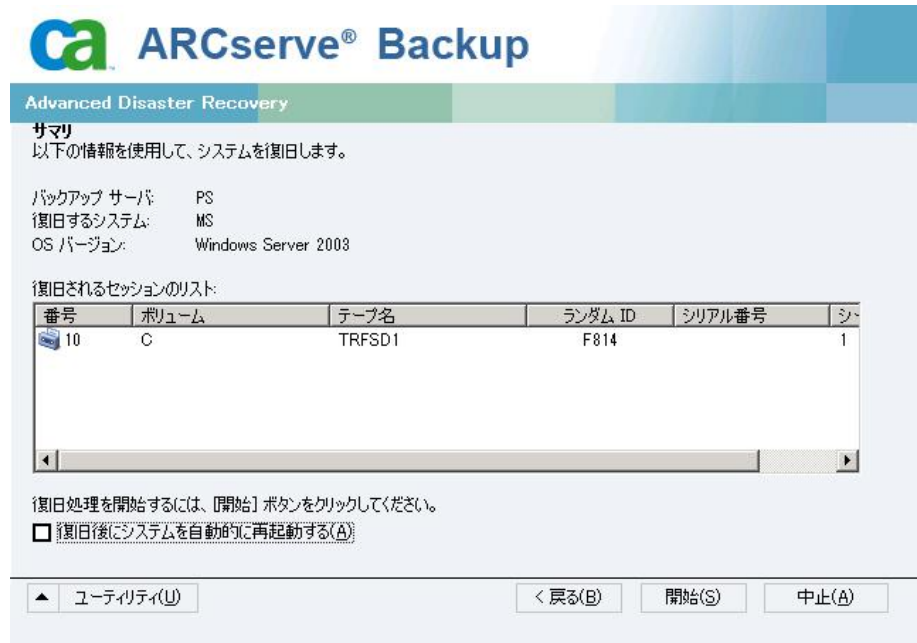 ca ARCserve® Backup
Advanced Disaster Recovery
サマリ
以下の情報を使用して、システムを復旧します。
バックアップ サーバ: PS
復旧するシステム: MS
OS バージョン: Windows Server 2003
復旧されるセッションのリスト:
番号 ボリューム テープ名 ランダム ID シリアル番号 シー
10 C TRFSD1 F814 1
復旧処理を開始するには、[開始] ボタンをクリックしてください。
復旧後にシステムを自動的に再起動する(A)
ユーティリティ(U) < 戻る(B) 開始(S) 中止(A)